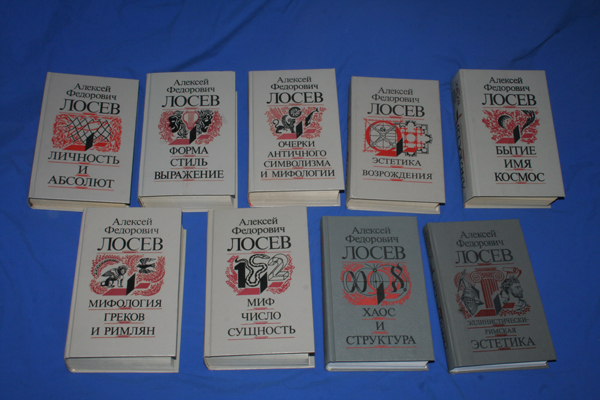 Алексей
Федорович
ЛОСЕВ
ЛИЧНОСТЬ
И
АБСОЛЮТ
Алексей
Федорович
ЛОСЕВ
ФОРМА
СТИЛЬ
ВЫРАЖЕНИЕ
Алексей
Федорович
ЛОСЕВ
ОЧЕРКИ
АНТИЧНОГО
СИМВОЛИЗМА
И МИФОЛОГИИ
Алексей
Федорович
ЛОСЕВ
ЭСТЕТИКА
ВОЗРОЖДЕНИЯ
Алексей
Федорович
ЛОСЕВ
БЫТИЕ
ИМЯ
КОСМОС
Алексей
Федорович
ЛОСЕВ
МИФОЛОГИЯ
ГРЕКОВ
И РИМЛЯН
Алексей
Федорович
ЛОСЕВ
МИФ
ЧИСЛО
СУЩНОСТЬ
Алексей
Федорович
ЛОСЕВ
ХАОС
И
СТРУКТУРА
Алексей
Федорович
ЛОСЕВ
ЭЛЛИНИСТИЧЕСКИ-
РИМСКАЯ
ЭСТЕТИКА